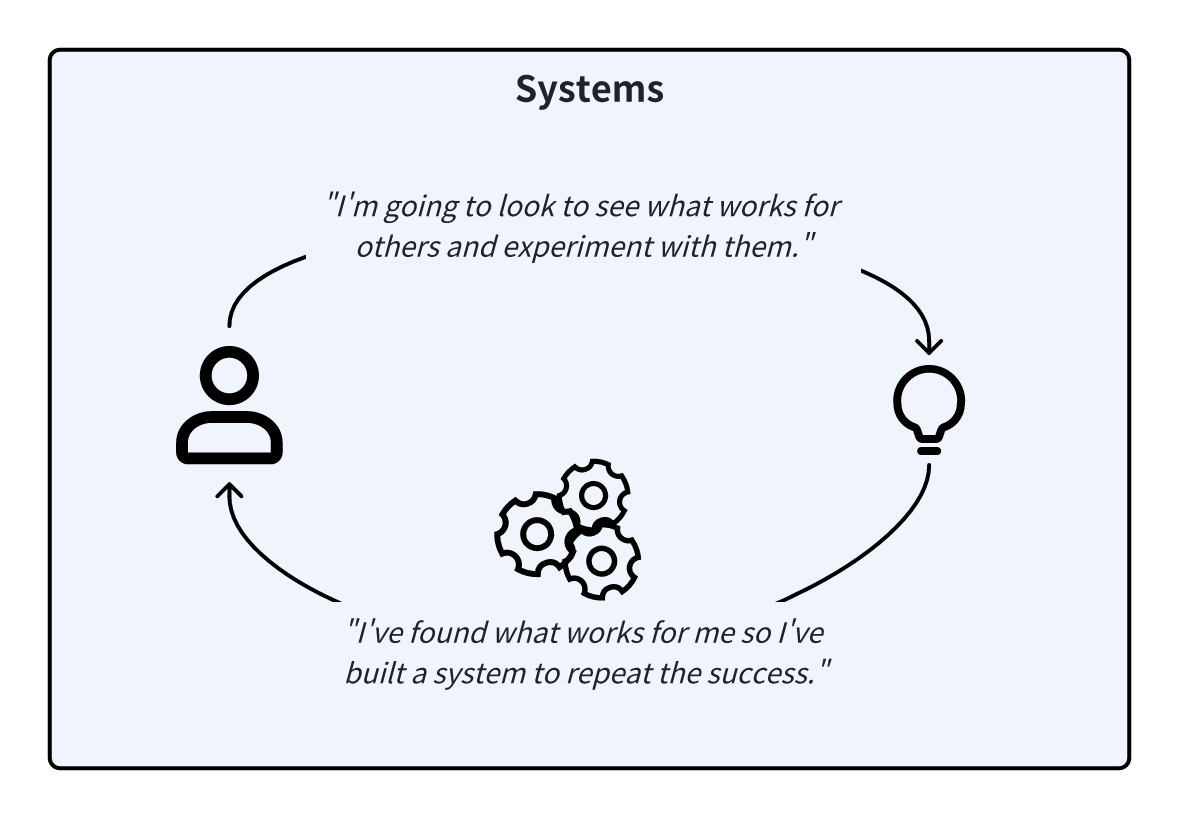 Systems
"I'm going to look to see what works for
others and experiment with them."
"I've found what works for me so I've
built a system to repeat the success."